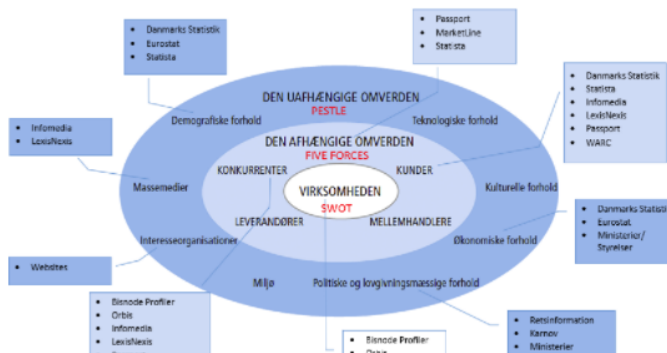 • Danmarks Statistik
• Eurostat
• Statista
• Passport
• MarketLine
• Statista
• Danmarks Statistik
• Statista
• Infomedia
• LexisNexis
• Passport
• WARC
• Infomedia
• LexisNexis
DEN UAFHÆNGIGE OMVERDEN
PESTLE
Demografiske forhold
Teknologiske forhold
DEN AFHÆNGIGE OMVERDEN
FIVE FORCES
KONKURRENTER
KUNDER
Massemedier
VIRKSOMHEDEN
Kulturelle forhold
SWOT
LEVERANDØRER
MELLEMHANDLERE
Interesseorganisationer
Økonomiske forhold
Miljø
Politiske og lovgivningsmæssige forhold
• Danmarks Statistik
• Eurostat
• Ministerier/
Styrelser
• Websites
• Bisnode Profiler
• Orbis
• Infomedia
• LexisNexis
• Bisnode Profiler
• Orbis
• Retsinformation
• Karnov
• Ministerier